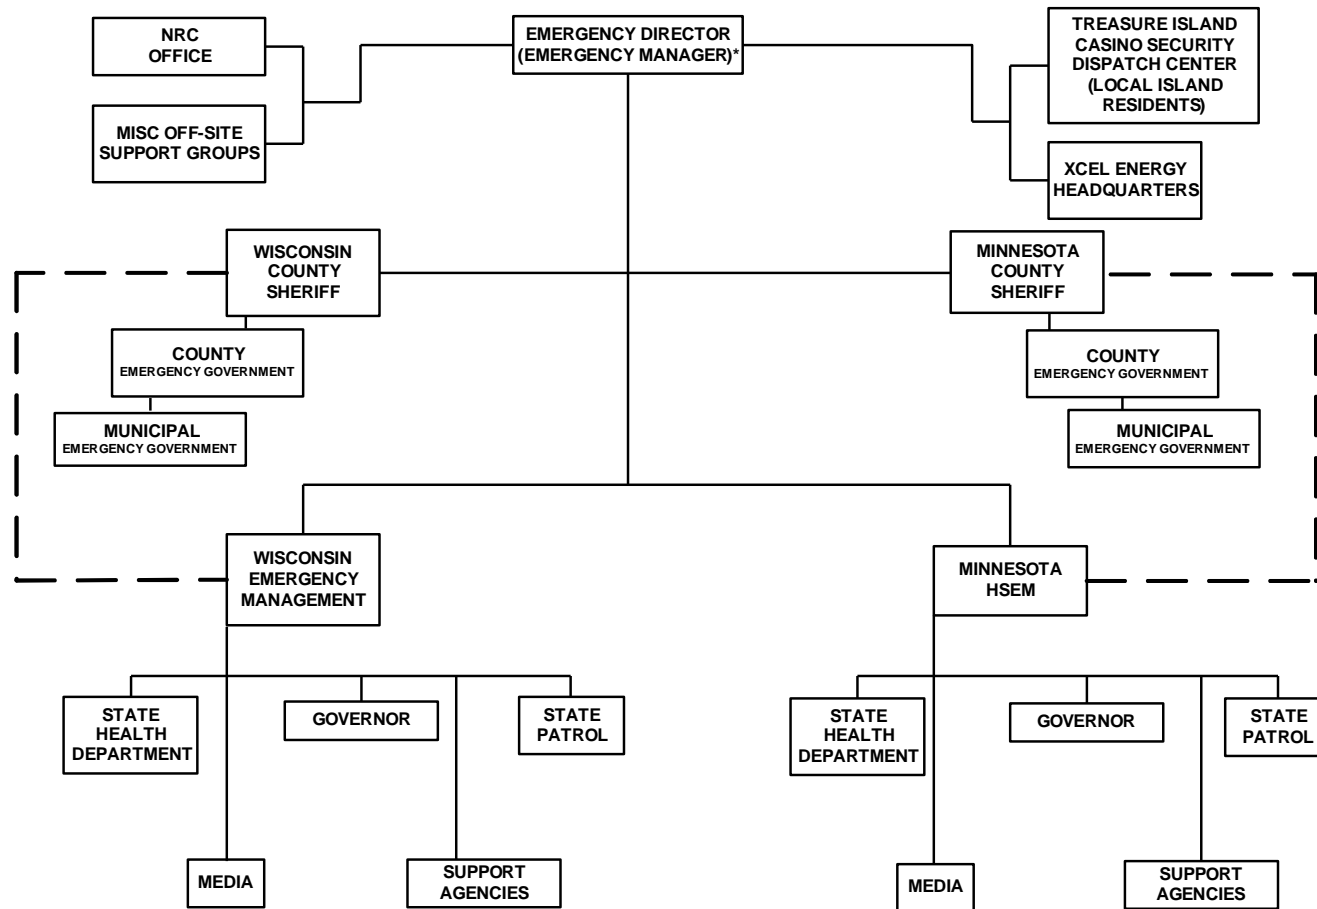 NRC
OFFICE
EMERGENCY DIRECTOR
(EMERGENCY MANAGER)*
TREASURE ISLAND
CASINO SECURITY
DISPATCH CENTER
(LOCAL ISLAND
RESIDENTS)
MISC OFF-SITE
SUPPORT GROUPS
XCEL ENERGY
HEADQUARTERS
WISCONSIN
COUNTY
SHERIFF
MINNESOTA
COUNTY
SHERIFF
COUNTY
EMERGENCY GOVERNMENT
COUNTY
EMERGENCY GOVERNMENT
MUNICIPAL
EMERGENCY GOVERNMENT
MUNICIPAL
EMERGENCY GOVERNMENT
WISCONSIN
EMERGENCY
MANAGEMENT
MINNESOTA
HSEM
STATE
HEALTH
DEPARTMENT
GOVERNOR
STATE
PATROL
STATE
HEALTH
DEPARTMENT
GOVERNOR
STATE
PATROL
MEDIA
SUPPORT
AGENCIES
MEDIA
SUPPORT
AGENCIES